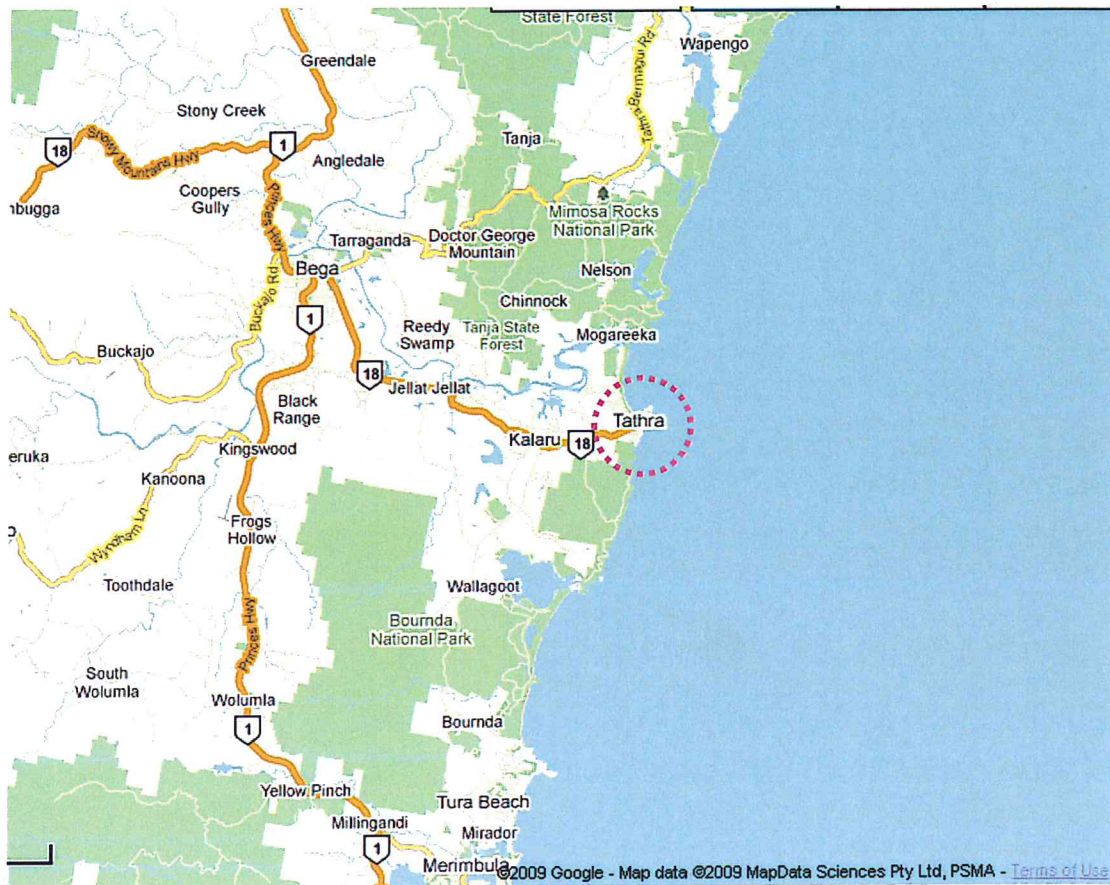 State Forest
Wapengo
Greendale
Tathra-Bermagui Rd
Stony Creek
18
Snowy Mountains Hwy
1
Tanja
Angledale
Coopers
Gully
nbugga
Princes Hwy
Mimosa Rocks
National Park
Tarraganda
Doctor George
Mountain
Bega
Nelson
Buckajo Rd
Chinnock
1
Reedy
Swamp
Tanja State
Forest
Mogareeka
Buckajo
18
Jellat Jellat
Black
Range
Tathra
Kalaru
18
Kingswood
eruka
Kanoona
Frogs
Hollow
Wyndham Ln
Toothdale
Wallagoot
Bournda
National Park
Princes Hwy
South
Wolumla
Wolumla
1
Bournda
Yellow Pinch
Tura Beach
Millingandi
Mirador
1
Merimbula
©2009 Google - Map data ©2009 MapData Sciences Pty Ltd, PSMA - Terms of Use